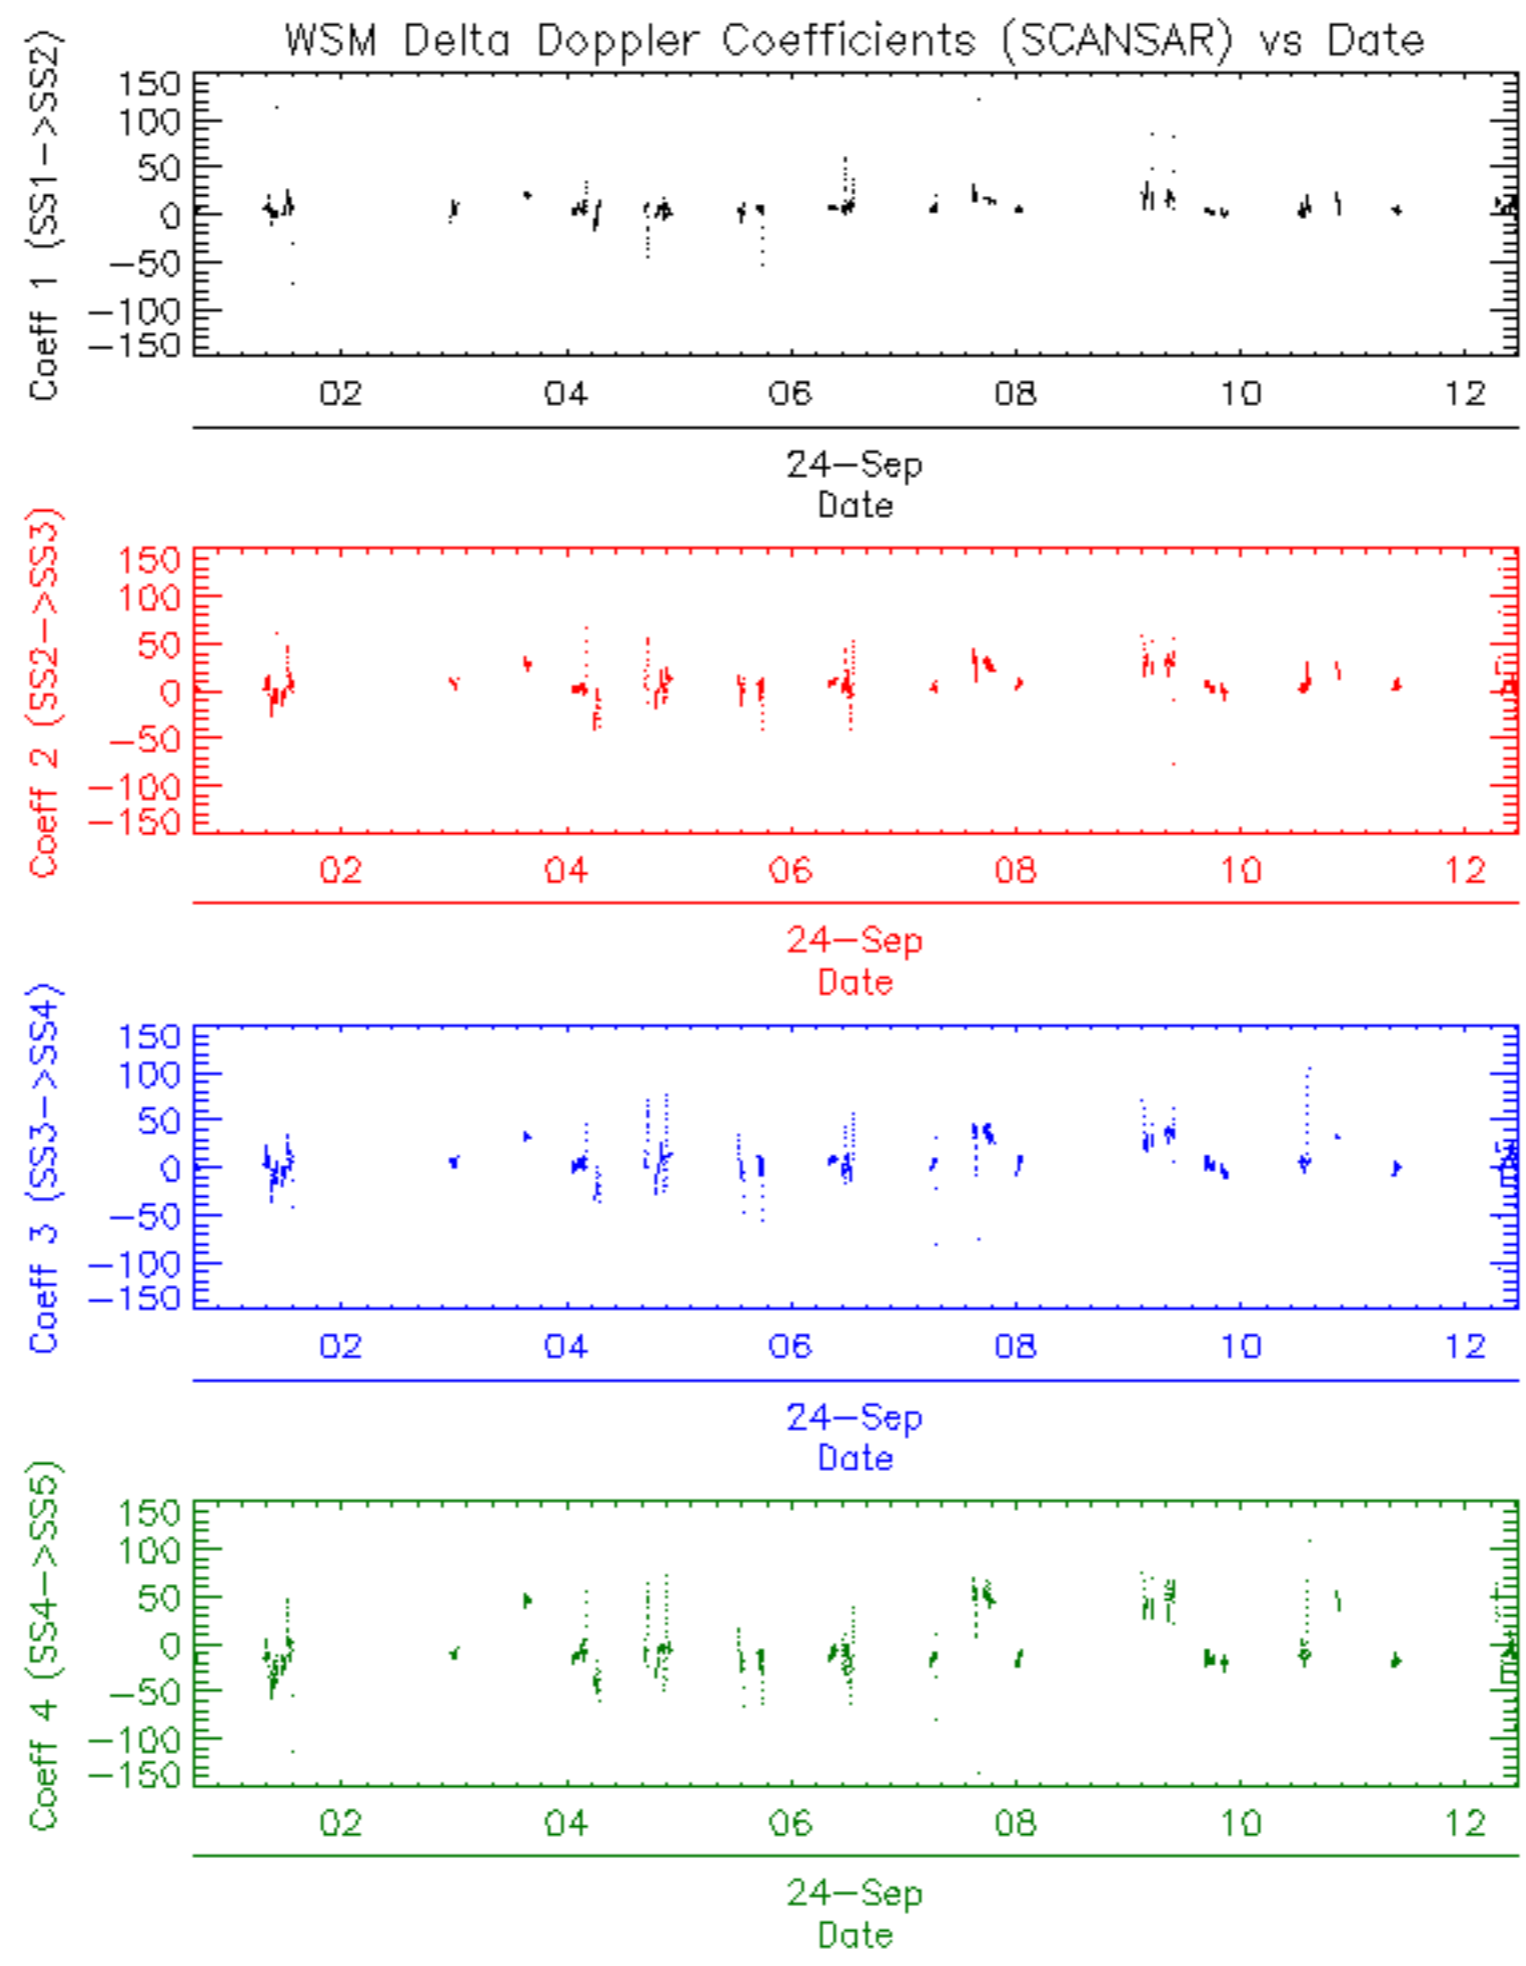 WSM Delta Doppler Coefficients (SCANSAR) vs Date
Coeff 1 (SS1->SS2)
150
100
50
0
-50
-100
-150
02 04 06 08 10 12
24-Sep
Date
Coeff 2 (SS2->SS3)
150
100
50
0
-50
-100
-150
02 04 06 08 10 12
24-Sep
Date
Coeff 3 (SS3->SS4)
150
100
50
0
-50
-100
-150
02 04 06 08 10 12
24-Sep
Date
Coeff 4 (SS4->SS5)
150
100
50
0
-50
-100
-150
02 04 06 08 10 12
24-Sep
Date